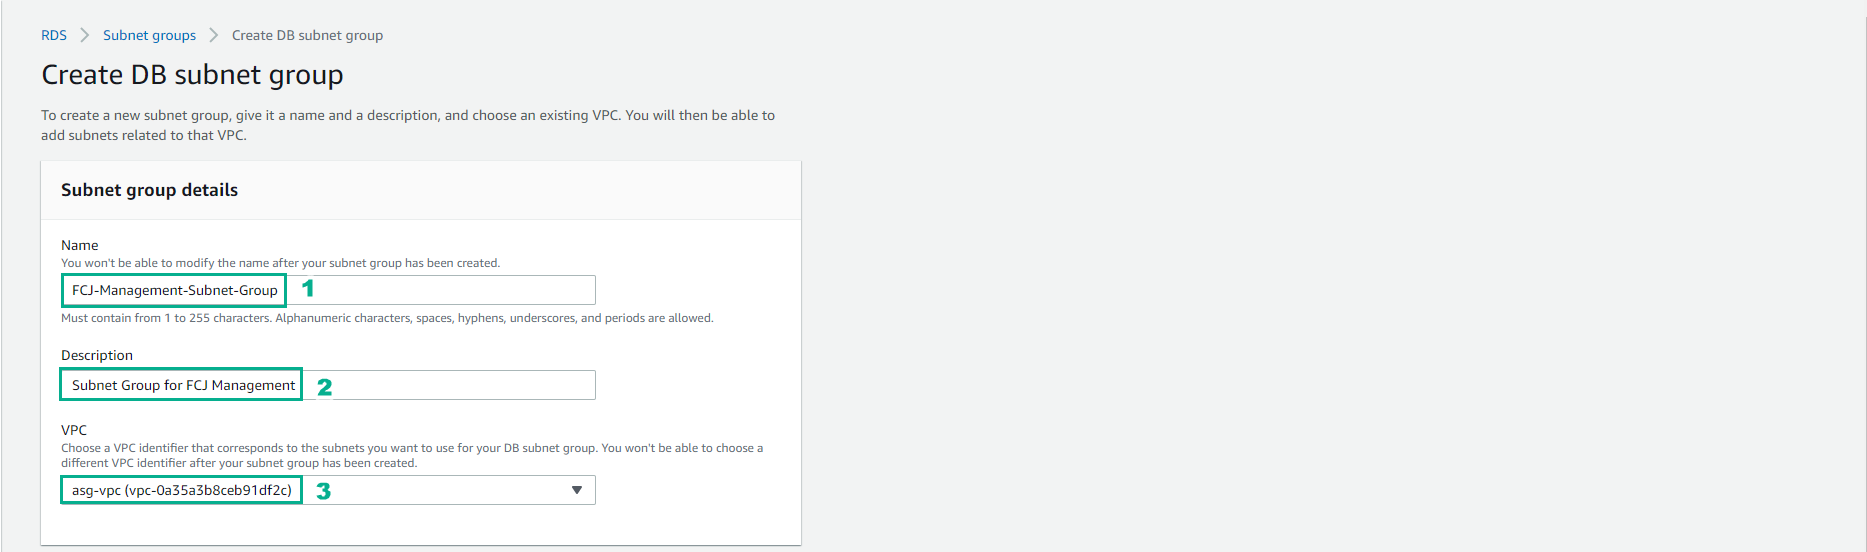 RDS > Subnet groups > Create DB subnet group
Create DB subnet group
To create a new subnet group, give it a name and a description, and choose an existing VPC. You will then be able to
add subnets related to that VPC.
Subnet group details
Name
You won't be able to modify the name after your subnet group has been created.
FCJ-Management-Subnet-Group 1
Must contain from 1 to 255 characters. Alphanumeric characters, spaces, hyphens, underscores, and periods are allowed.
Description
Subnet Group for FCJ Management 2
VPC
Choose a VPC identifier that corresponds to the subnets you want to use for your DB subnet group. You won't be able to choose a
different VPC identifier after your subnet group has been created.
asg-vpc (vpc-0a35a3b8ceb91df2c) 3